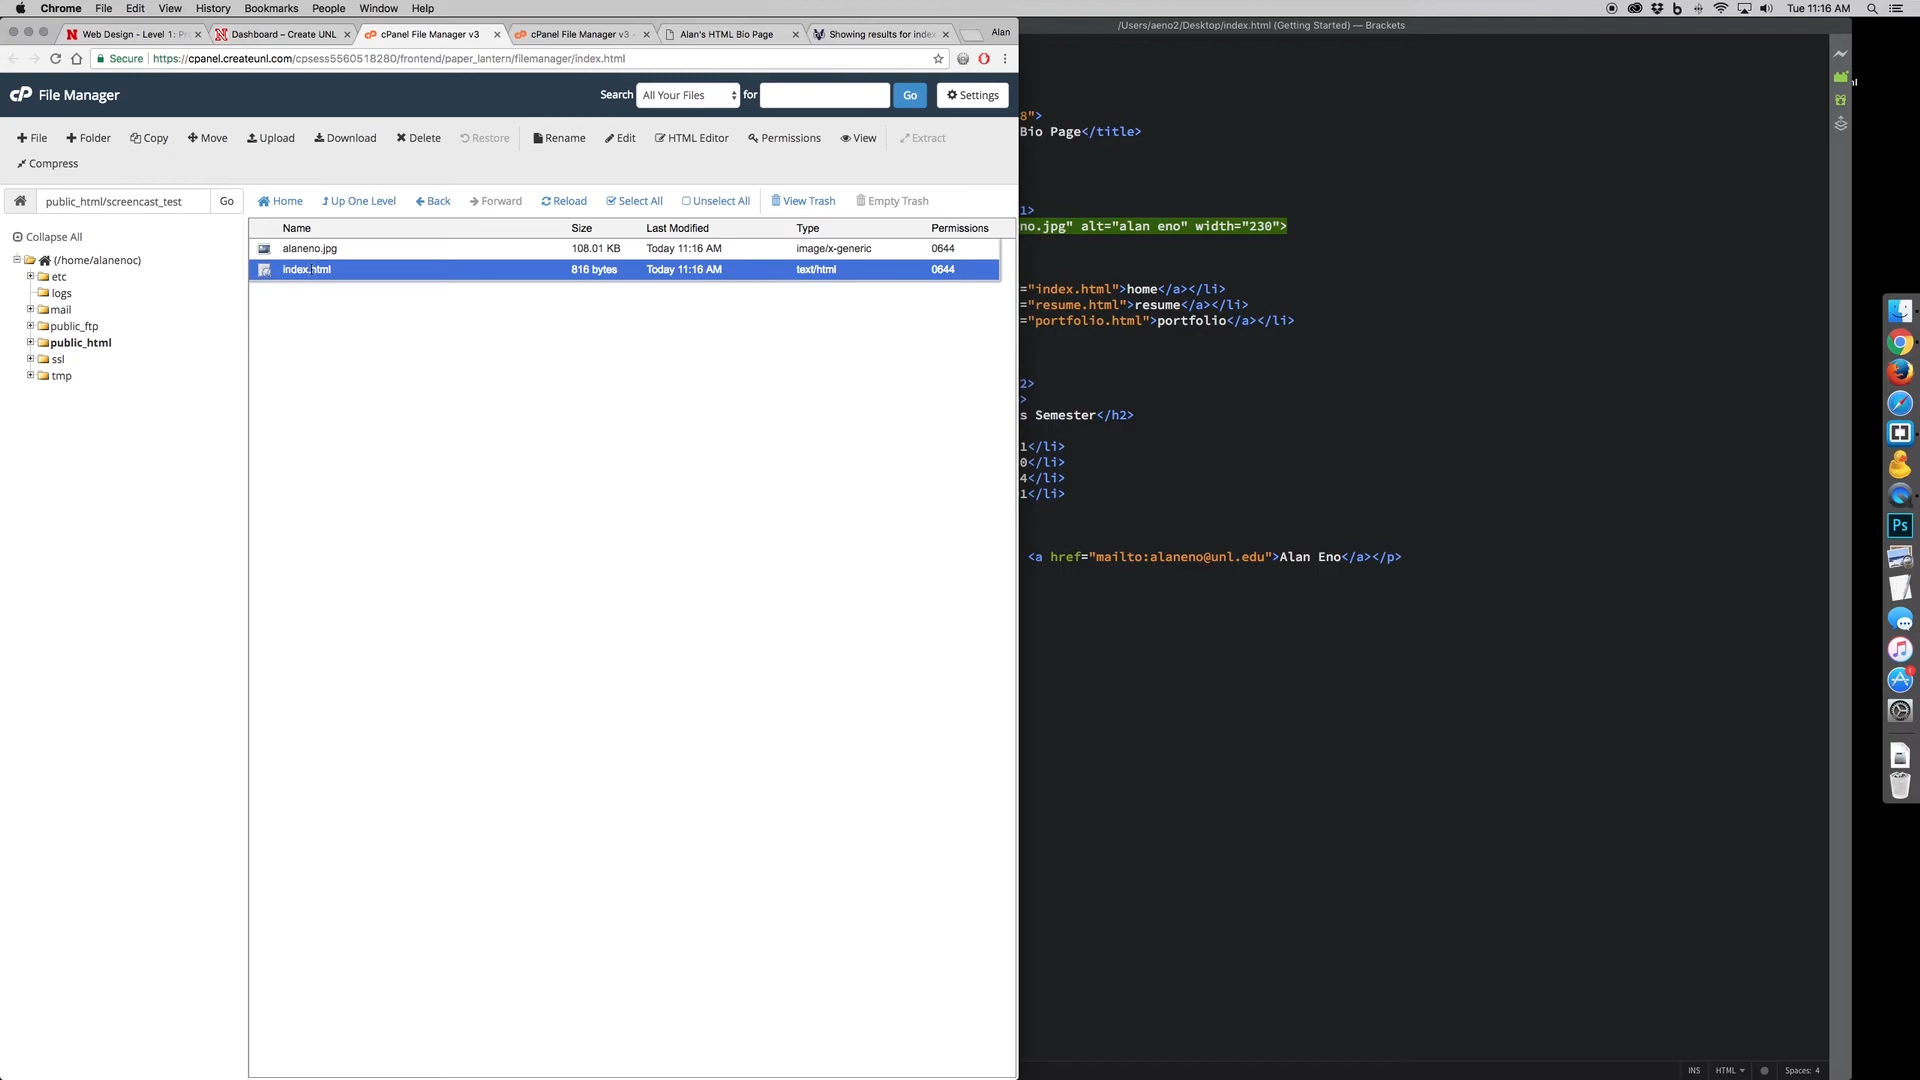 Chrome File Edit View History Bookmarks People Window Help Tue 11:16 AM
Web Design - Level 1: Pr Dashboard – Create UNL cPanel File Manager v3 cPanel File Manager v3 - Alan's HTML Bio Page Showing results for index Alan
Secure https://cpanel.createunl.com/cpsess5560518280/frontend/paper_lantern/filemanager/index.html
cP File Manager Search All Your Files for Go Settings
File Folder Copy Move Upload Download Delete Restore Rename Edit HTML Editor Permissions View Extract
Compress
public_html/screencast_test Go Home Up One Level Back Forward Reload Select All Unselect All View Trash Empty Trash
Collapse All
(/home/alanenoc)
etc
logs
mail
public_ftp
public_html
ssl
tmp
Name Size Last Modified Type Permissions
alaneno.jpg 108.01 KB Today 11:16 AM image/x-generic 0644
index.html 816 bytes Today 11:16 AM text/html 0644
/Users/aeno2/Desktop/index.html (Getting Started) — Brackets
8">
Bio Page</title>
1>
no.jpg" alt="alan eno" width="230">
="index.html">home</a></li>
="resume.html">resume</a></li>
="portfolio.html">portfolio</a></li>
2>
>
s Semester</h2>
1</li>
0</li>
4</li>
1</li>
<a href="mailto:alaneno@unl.edu">Alan Eno</a></p>
INS HTML Spaces: 4
Ps